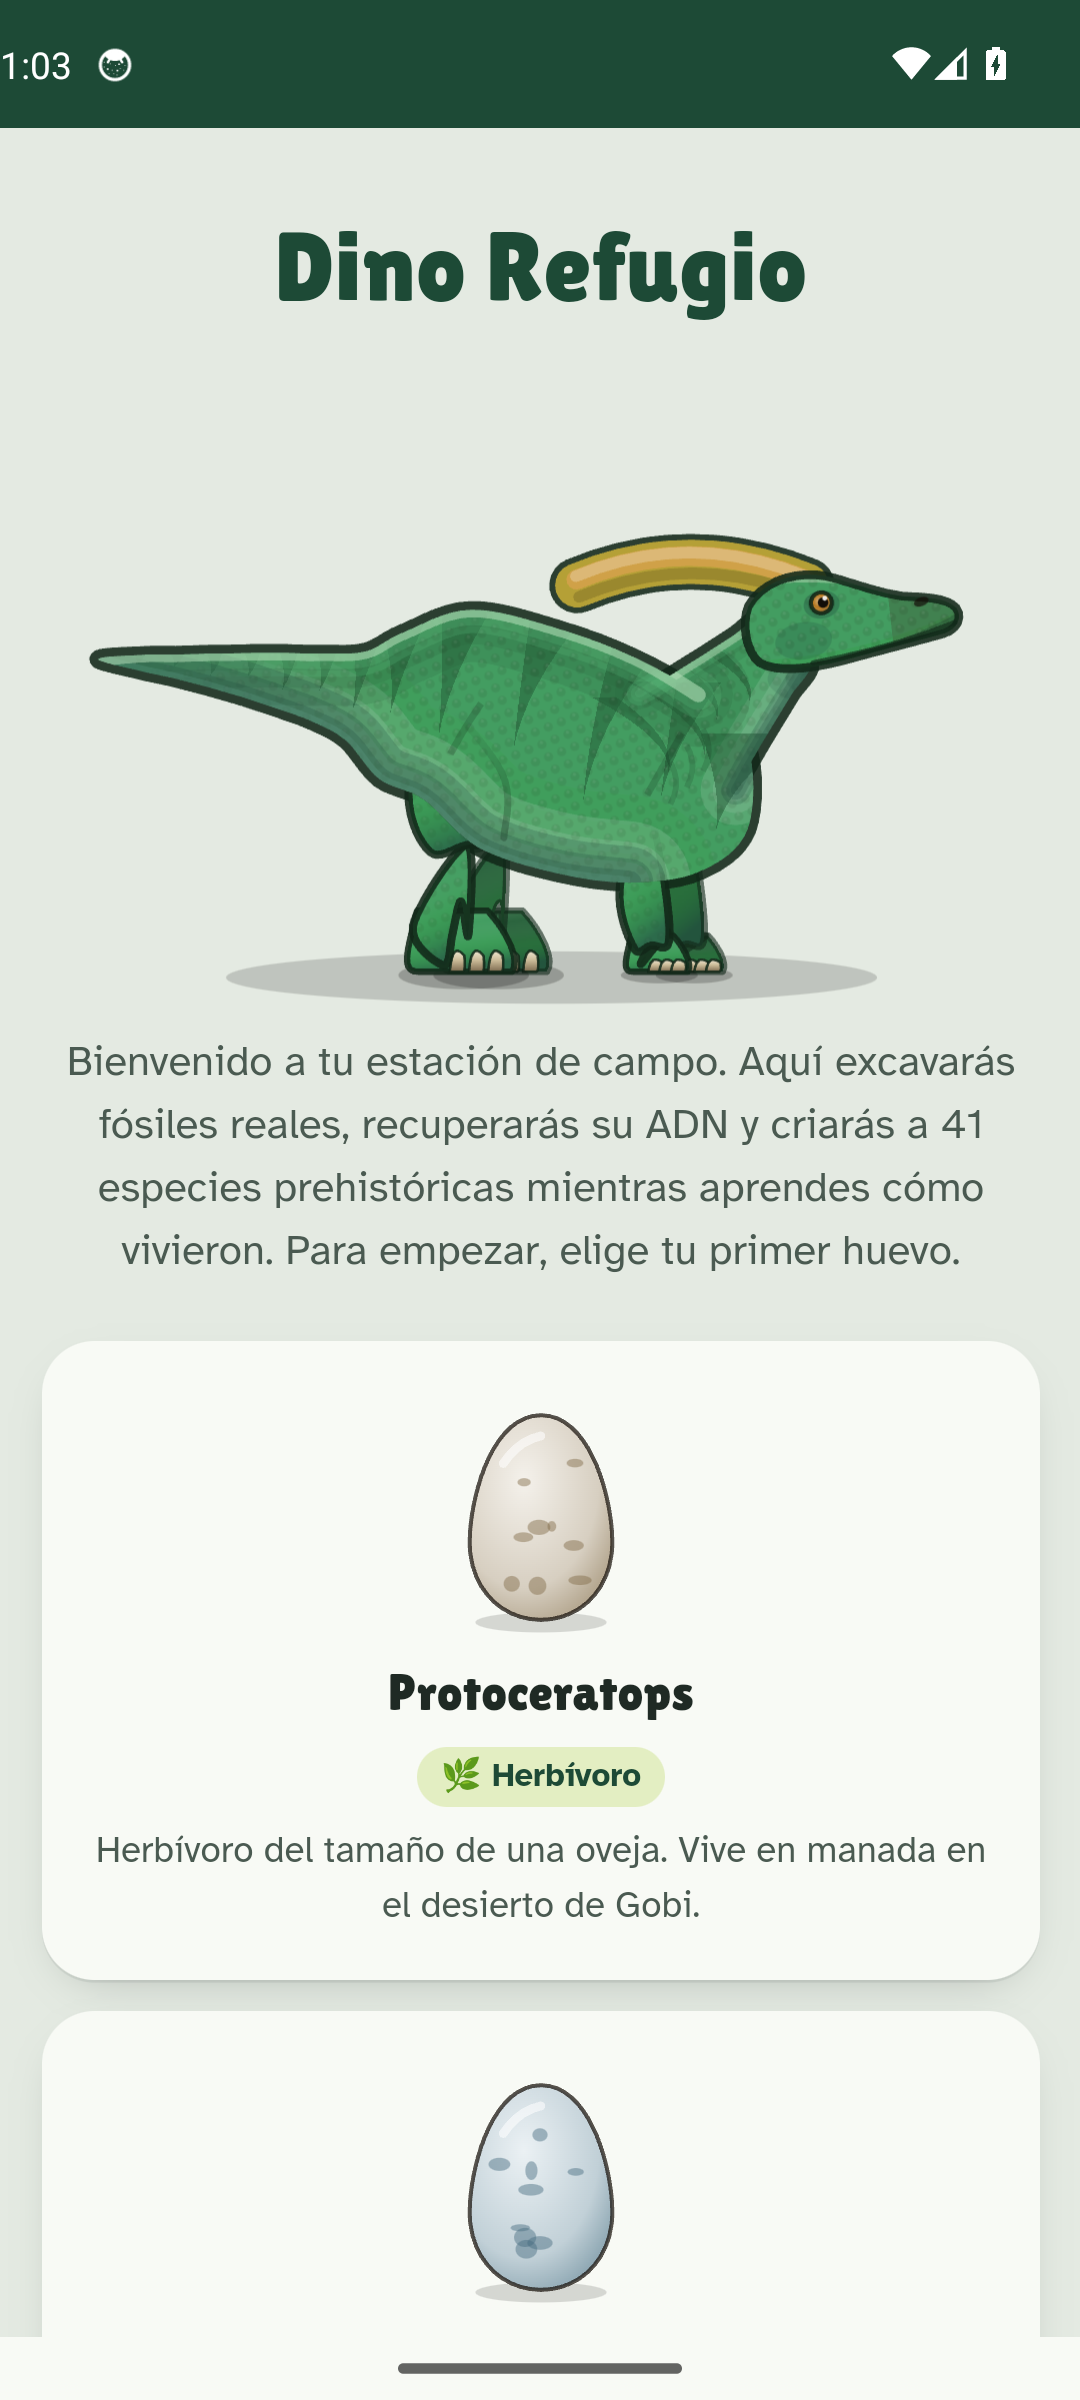 1:03
Dino Refugio
Bienvenido a tu estación de campo. Aquí excavarás
fósiles reales, recuperarás su ADN y criarás a 41
especies prehistóricas mientras aprendes cómo
vivieron. Para empezar, elige tu primer huevo.
Protoceratops
Herbívoro
Herbívoro del tamaño de una oveja. Vive en manada en
el desierto de Gobi.